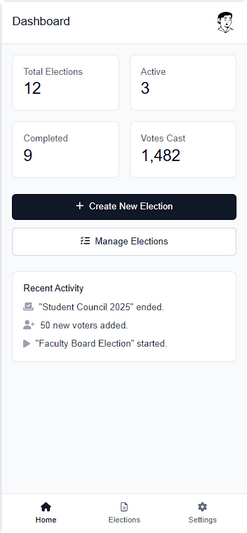 Dashboard
Total Elections
12
Active
3
Completed
9
Votes Cast
1,482
+ Create New Election
Manage Elections
Recent Activity
"Student Council 2025" ended.
50 new voters added.
"Faculty Board Election" started.
Home
Elections
Settings